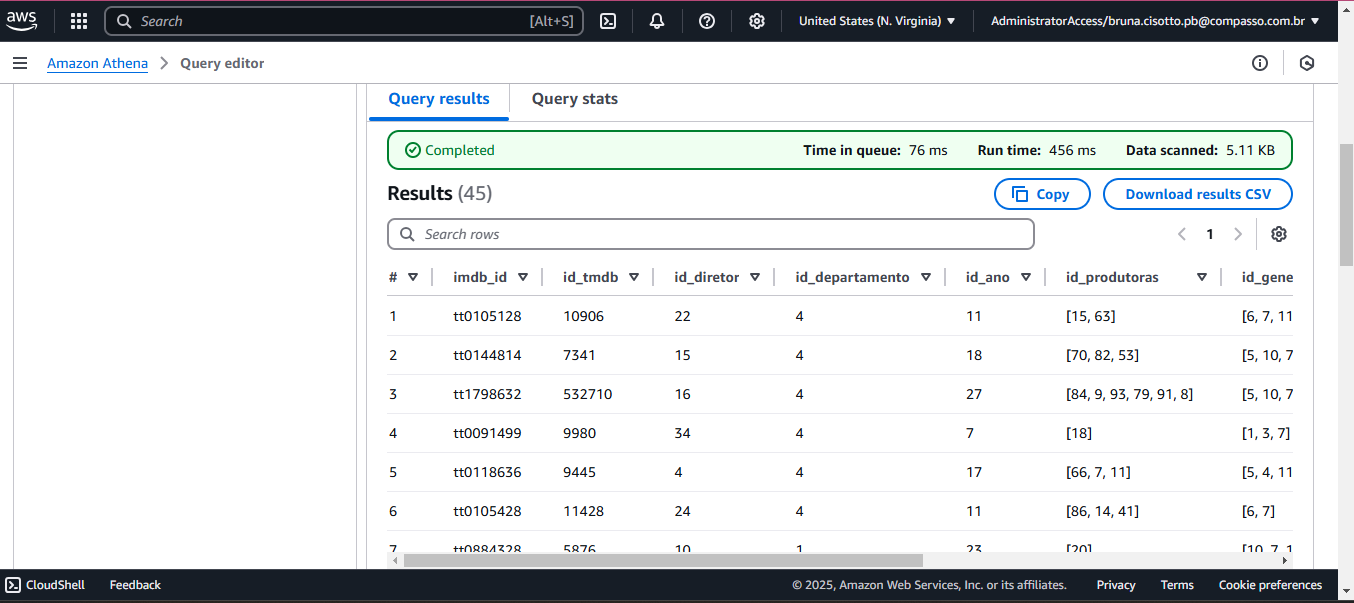 aws Search [Alt+S] United States (N. Virginia) AdministratorAccess/bruna.cisotto.pb@compasso.com.br
Amazon Athena Query editor
Query results Query stats
Completed Time in queue: 76 ms Run time: 456 ms Data scanned: 5.11 KB
Results (45) Copy Download results CSV
Search rows 1
# imdb_id id_tmdb id_diretor id_departamento id_ano id_produtoras id_gene
1 tt0105128 10906 22 4 11 [15, 63] [6, 7, 11
2 tt0144814 7341 15 4 18 [70, 82, 53] [5, 10, 7
3 tt1798632 532710 16 4 27 [84, 9, 93, 79, 91, 8] [5, 10, 7
4 tt0091499 9980 34 4 7 [18] [1, 3, 7]
5 tt0118636 9445 4 4 17 [66, 7, 11] [5, 4, 11
6 tt0105428 11428 24 4 11 [86, 14, 41] [6, 7]
7 tt0884328 5876 10 1 23 [20] [10, 7, 1
CloudShell Feedback © 2025, Amazon Web Services, Inc. or its affiliates. Privacy Terms Cookie preferences